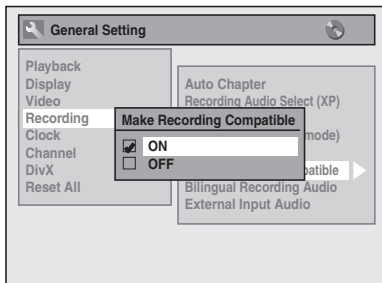 General Setting
Playback
Display
Video
Recording
Clock
Channel
DivX
Reset All
Auto Chapter
Recording Audio Select (XP)
mode)
Bilingual Recording Audio
External Input Audio
Make Recording Compatible
ON
OFF